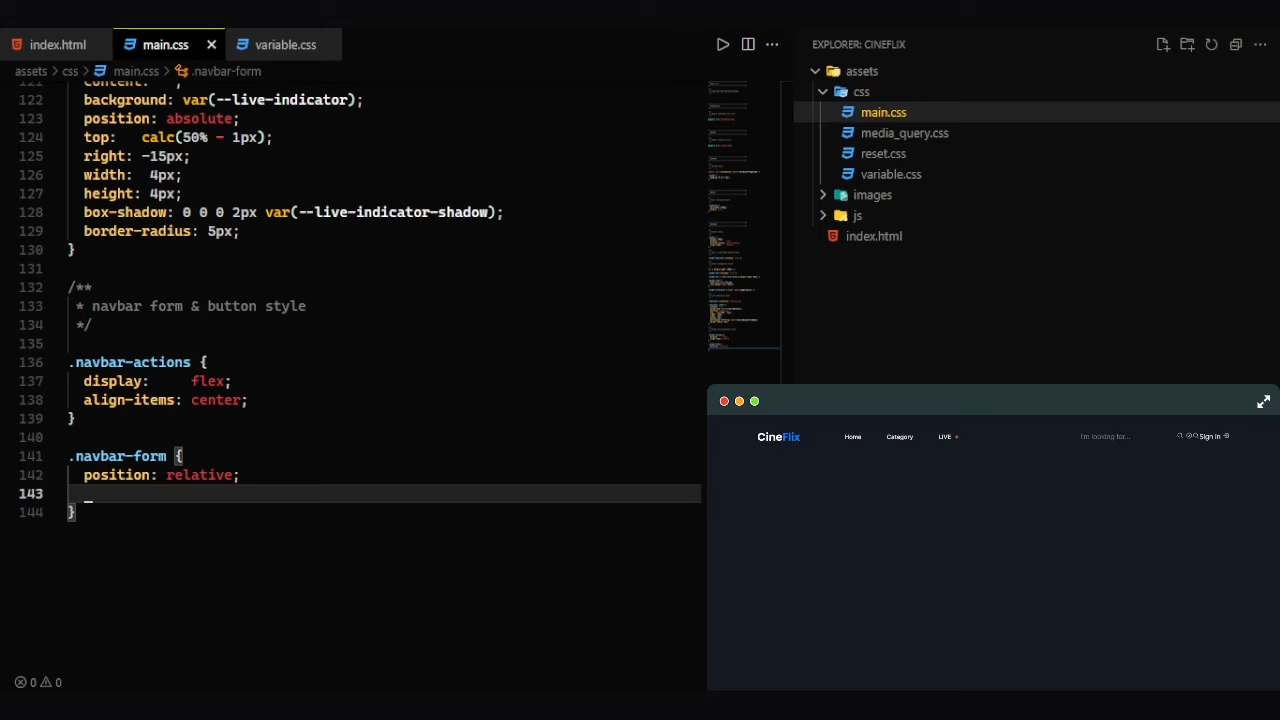 index.html
main.css
variable.css
assets > css > main.css > .navbar-form
122 background: var(--live-indicator);
123 position: absolute;
124 top: calc(50% - 1px);
125 right: -15px;
126 width: 4px;
127 height: 4px;
128 box-shadow: 0 0 0 2px var(--live-indicator-shadow);
129 border-radius: 5px;
130 }
131
132 /**
133 * navbar form & button style
134 */
135
136 .navbar-actions {
137 display: flex;
138 align-items: center;
139 }
140
141 .navbar-form {
142 position: relative;
143
144 }
0 0
EXPLORER: CINEFLIX
assets
css
main.css
media_query.css
reset.css
variable.css
images
js
index.html
CineFlix Home Category LIVE I'm looking for... Sign in